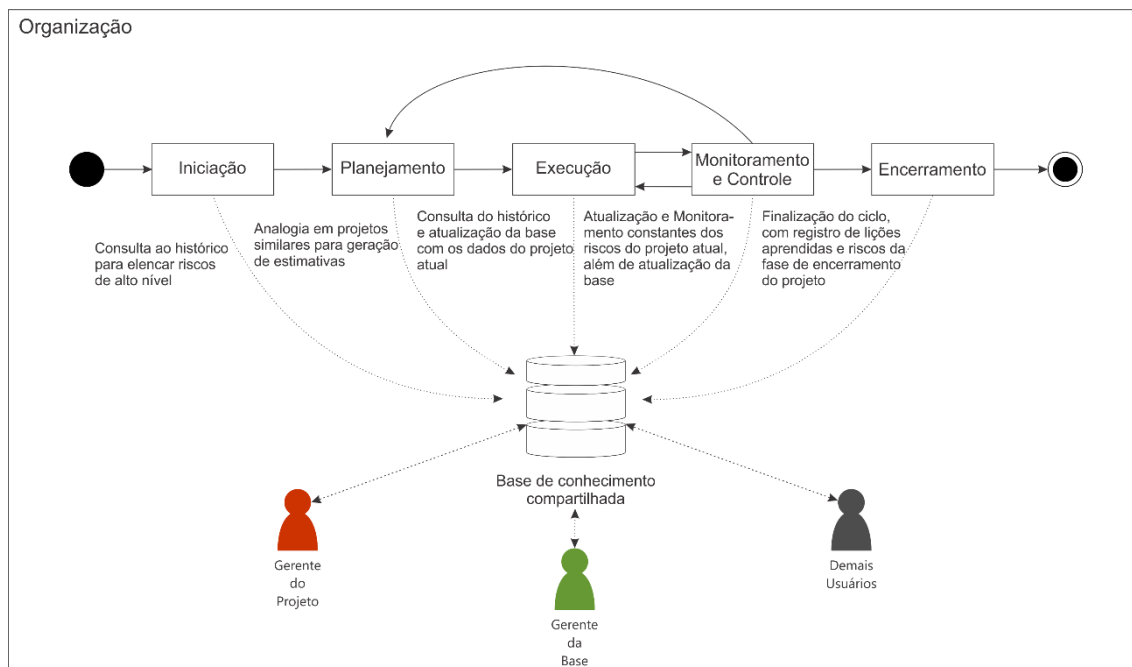 Organização
Iniciação
Planejamento
Execução
Monitoramento
e Controle
Encerramento
Consulta ao histórico
para elencar riscos
de alto nível
Analogia em projetos
similares para geração
de estimativas
Consulta do histórico
e atualização da base
com os dados do projeto
atual
Atualização e Monitora-
mento constantes dos
riscos do projeto atual,
além de atualização da
base
Finalização do ciclo,
com registro de lições
aprendidas e riscos da
fase de encerramento
do projeto
Base de conhecimento
compartilhada
Gerente
do
Projeto
Gerente
da
Base
Demais
Usuários